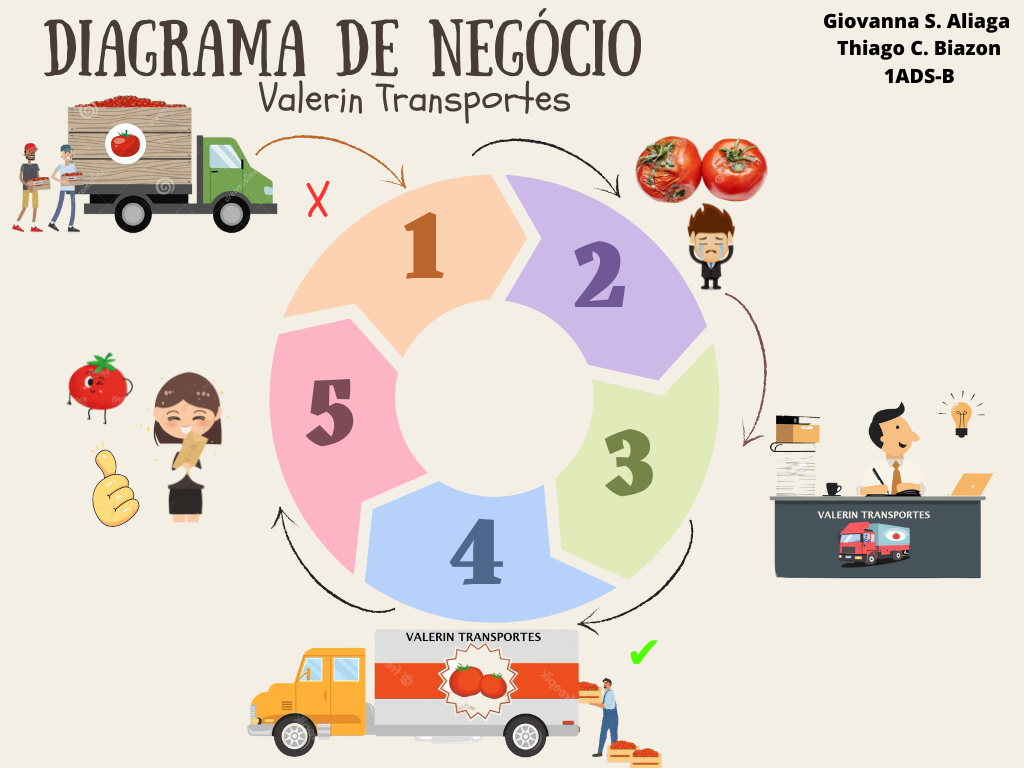 DIAGRAMA DE NEGÓCIO
Valerin Transportes
Giovanna S. Aliaga
Thiago C. Biazon
1ADS-B
X
1
2
3
4
5
VALERIN TRANSPORTES
VALERIN TRANSPORTES